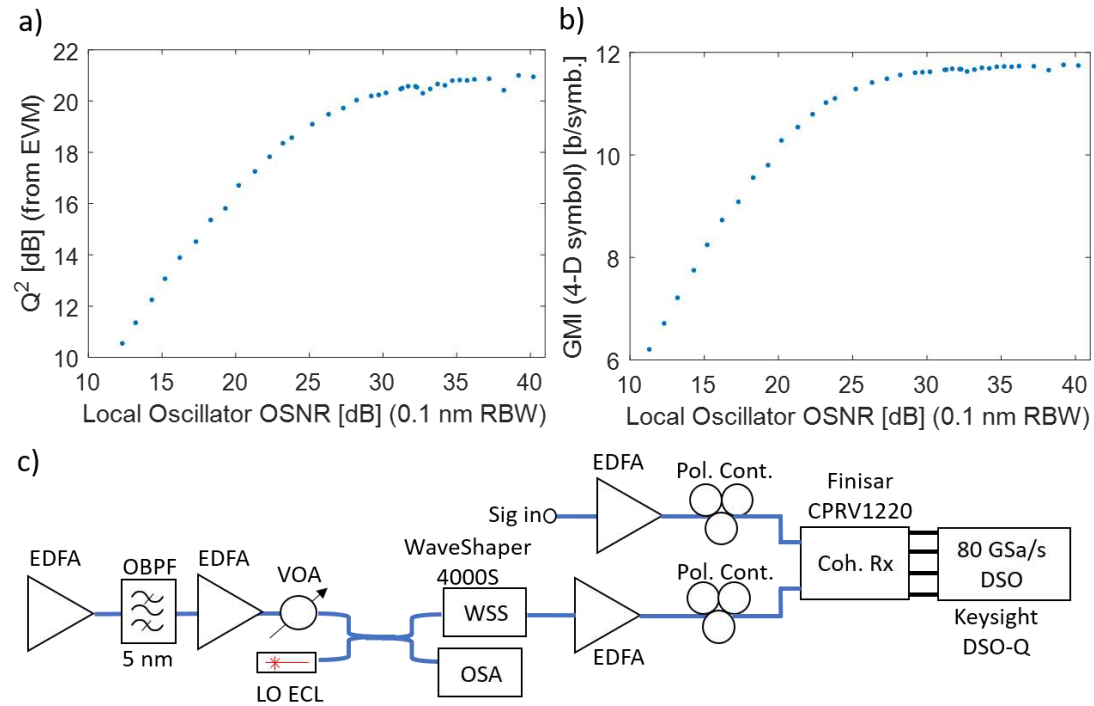 a)
Q² [dB] (from EVM)
22
20
18
16
14
12
10
10 15 20 25 30 35 40
Local Oscillator OSNR [dB] (0.1 nm RBW)
b)
GMI (4-D symbol) [b/symb.]
12
10
8
6
10 15 20 25 30 35 40
Local Oscillator OSNR [dB] (0.1 nm RBW)
c)
EDFA
OBPF
5 nm
EDFA
VOA
LO ECL
WaveShaper
4000S
WSS
OSA
Sig in
EDFA
Pol. Cont.
EDFA
Pol. Cont.
Finisar
CPRV1220
Coh. Rx
80 GSa/s
DSO
Keysight
DSO-Q